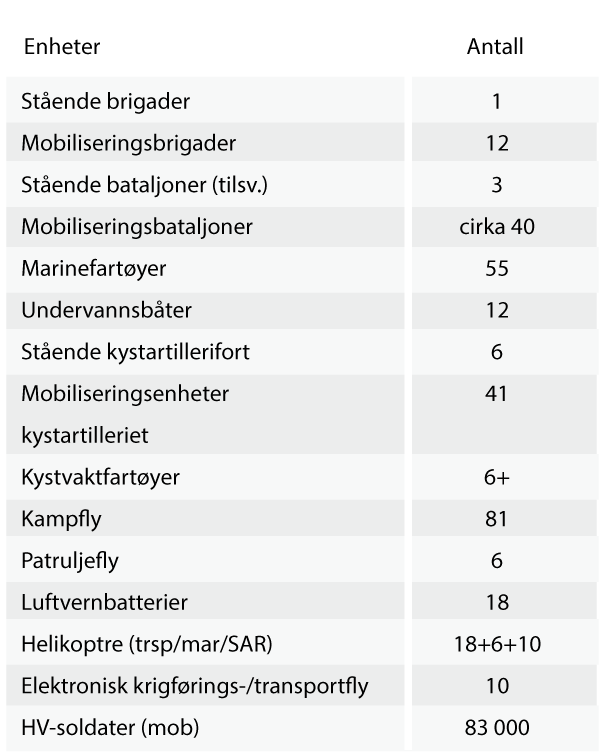 Enheter Antall
Stående brigader 1
Mobiliseringsbrigader 12
Stående bataljoner (tilsv.) 3
Mobiliseringsbataljoner cirka 40
Marinefartøyer 55
Undervannsbåter 12
Stående kystartillerifort 6
Mobiliseringsenheter 41
kystartilleriet
Kystvaktfartøyer 6+
Kampfly 81
Patruljefly 6
Luftvernbatterier 18
Helikoptre (trsp/mar/SAR) 18+6+10
Elektronisk krigførings-/transportfly 10
HV-soldater (mob) 83 000